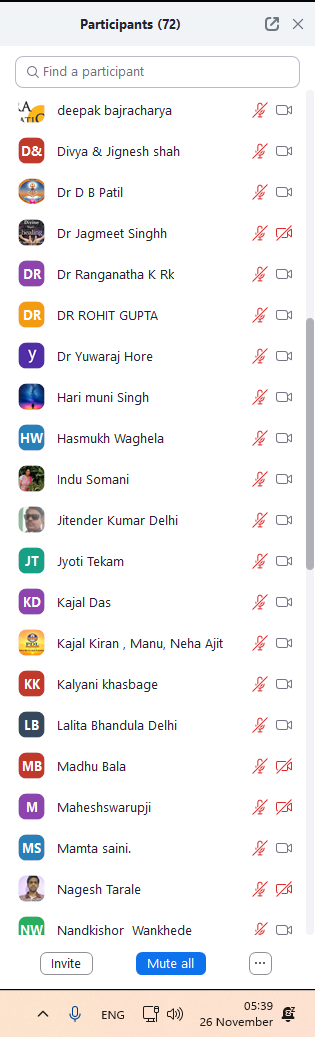 Participants (72)
Find a participant
deepak bajracharya
D& Divya & Jignesh shah
Dr D B Patil
Dr Jagmeet Singhh
DR Dr Ranganatha K Rk
DR DR ROHIT GUPTA
y Dr Yuwaraj Hore
Hari muni Singh
HW Hasmukh Waghela
Indu Somani
Jitender Kumar Delhi
JT Jyoti Tekam
KD Kajal Das
Kajal Kiran , Manu, Neha Ajit
KK Kalyani khasbage
LB Lalita Bhandula Delhi
MB Madhu Bala
M Maheshswarupji
MS Mamta saini.
Nagesh Tarale
NW Nandkishor  Wankhede
Invite Mute all ...
ENG 05:39
26 November